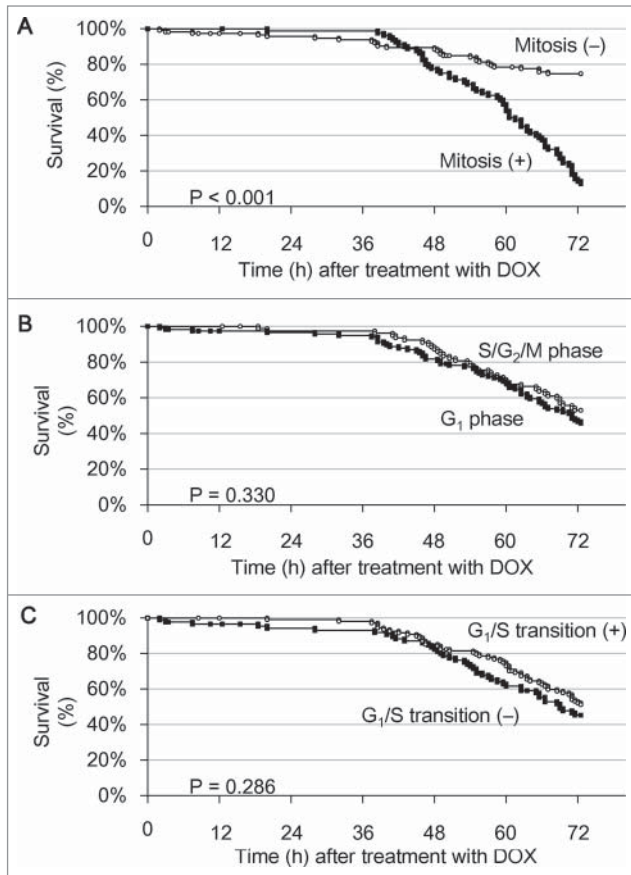 A
100%
80%
60%
40%
20%
0%
Survival (%)
Mitosis (–)
Mitosis (+)
P < 0.001
0 12 24 36 48 60 72
Time (h) after treatment with DOX
B
100%
80%
60%
40%
20%
0%
Survival
(%)
S/G₂/M phase
G₁ phase
P = 0.330
0 12 24 36 48 60 72
Time (h) after treatment with DOX
C
100%
80%
60%
40%
20%
0%
Survival
(%)
G₁/S transition (+)
G₁/S transition (–)
P = 0.286
0 12 24 36 48 60 72
Time (h) after treatment with DOX